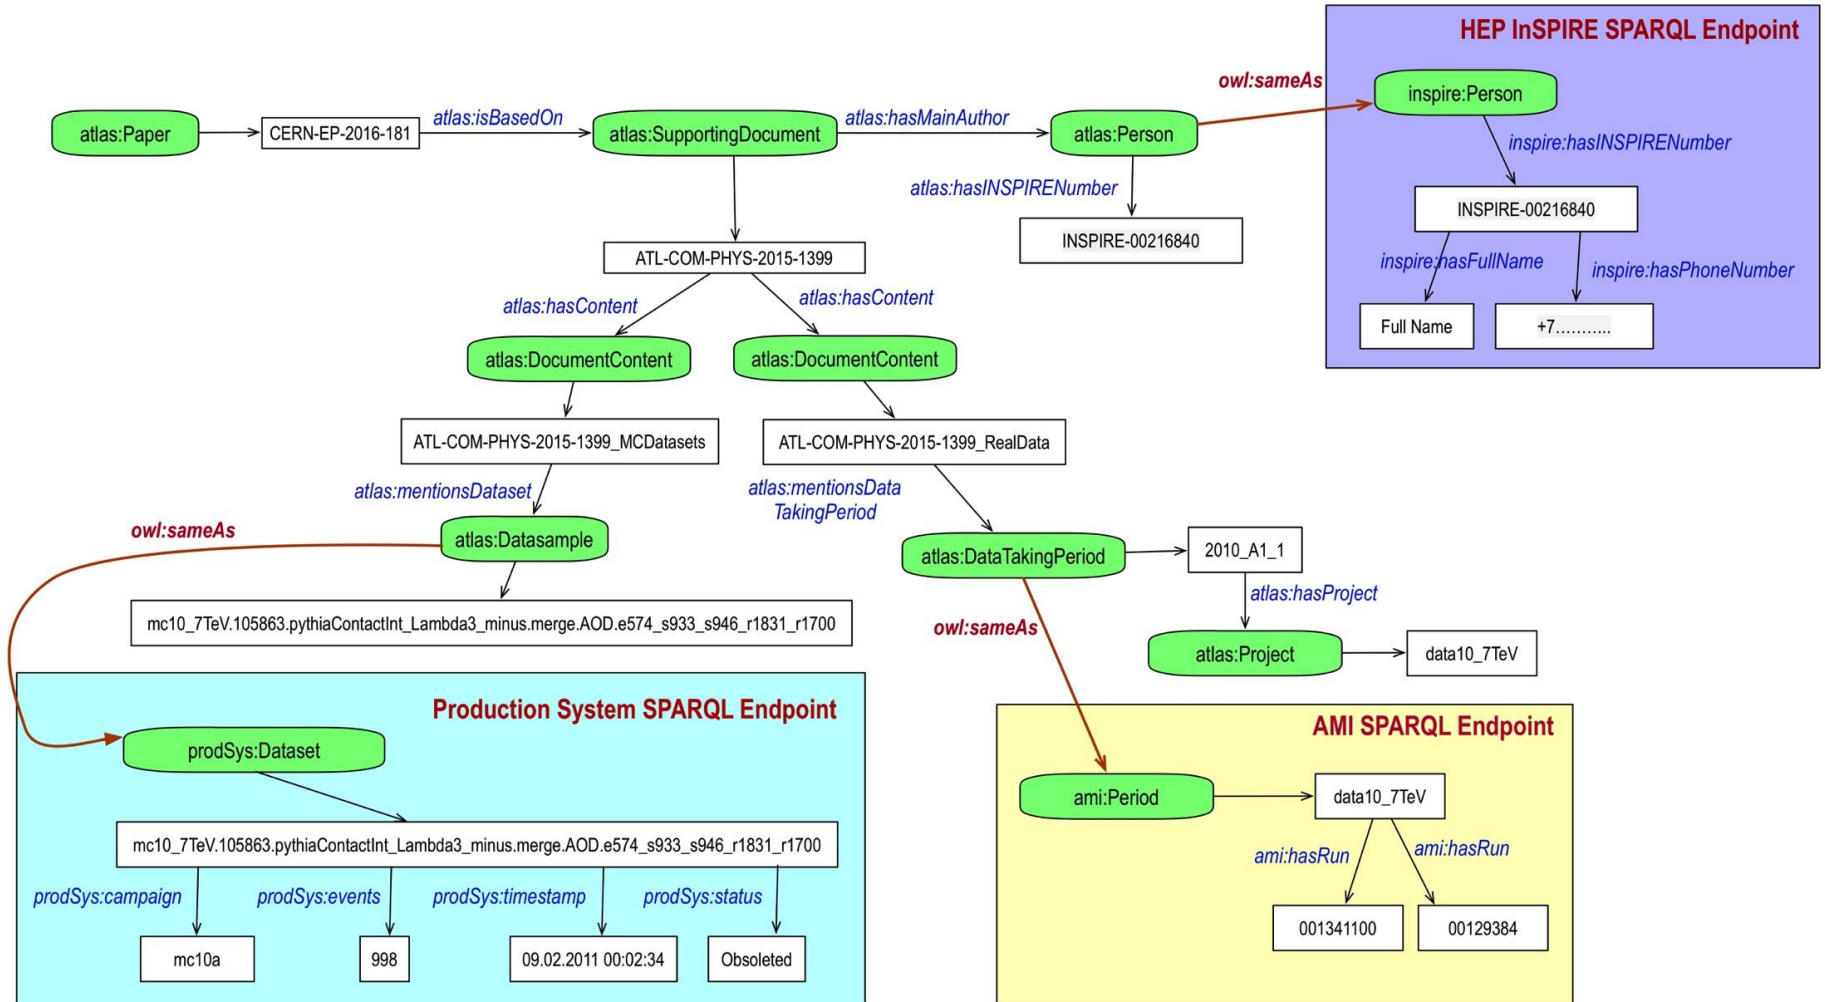 HEP InSPIRE SPARQL Endpoint
owl:sameAs
inspire:Person
atlas:Paper
CERN-EP-2016-181
atlas:isBasedOn
atlas:SupportingDocument
atlas:hasMainAuthor
atlas:Person
inspire:hasINSPIRENumber
atlas:hasINSPIRENumber
INSPIRE-00216840
INSPIRE-00216840
ATL-COM-PHYS-2015-1399
inspire:hasFullName
inspire:hasPhoneNumber
atlas:hasContent
atlas:hasContent
Full Name
+7...........
atlas:DocumentContent
atlas:DocumentContent
ATL-COM-PHYS-2015-1399_MCDatasets
ATL-COM-PHYS-2015-1399_RealData
atlas:mentionsDataset
atlas:mentionsData
TakingPeriod
owl:sameAs
atlas:Datasample
atlas:DataTakingPeriod
2010_A1_1
atlas:hasProject
mc10_7TeV.105863.pythiaContactInt_Lambda3_minus.merge.AOD.e574_s933_s946_r1831_r1700
owl:sameAs
atlas:Project
data10_7TeV
Production System SPARQL Endpoint
AMI SPARQL Endpoint
prodSys:Dataset
ami:Period
data10_7TeV
mc10_7TeV.105863.pythiaContactInt_Lambda3_minus.merge.AOD.e574_s933_s946_r1831_r1700
ami:hasRun
ami:hasRun
prodSys:campaign
prodSys:events
prodSys:timestamp
prodSys:status
001341100
00129384
mc10a
998
09.02.2011 00:02:34
Obsoleted